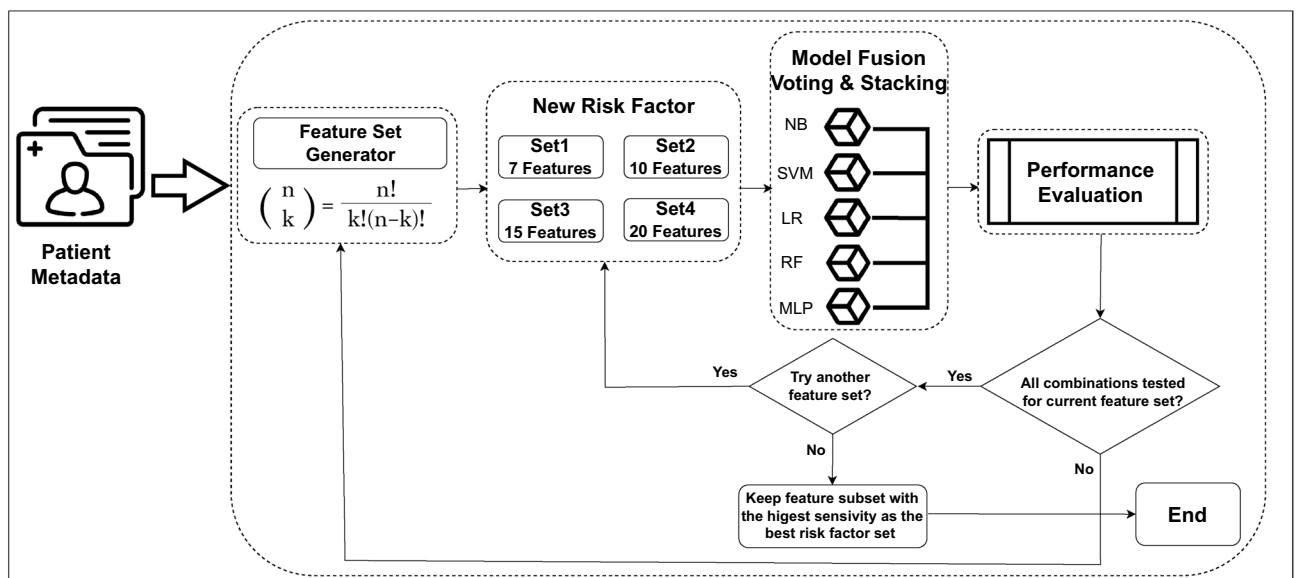 Patient
Metadata
Feature Set
Generator
( n k ) = n! / k!(n−k)!
New Risk Factor
Set1
7 Features
Set2
10 Features
Set3
15 Features
Set4
20 Features
Model Fusion
Voting & Stacking
NB
SVM
LR
RF
MLP
Performance
Evaluation
All combinations tested
for current feature set?
Yes
No
Try another
feature set?
Yes
No
Keep feature subset with
the higest sensivity as the
best risk factor set
End